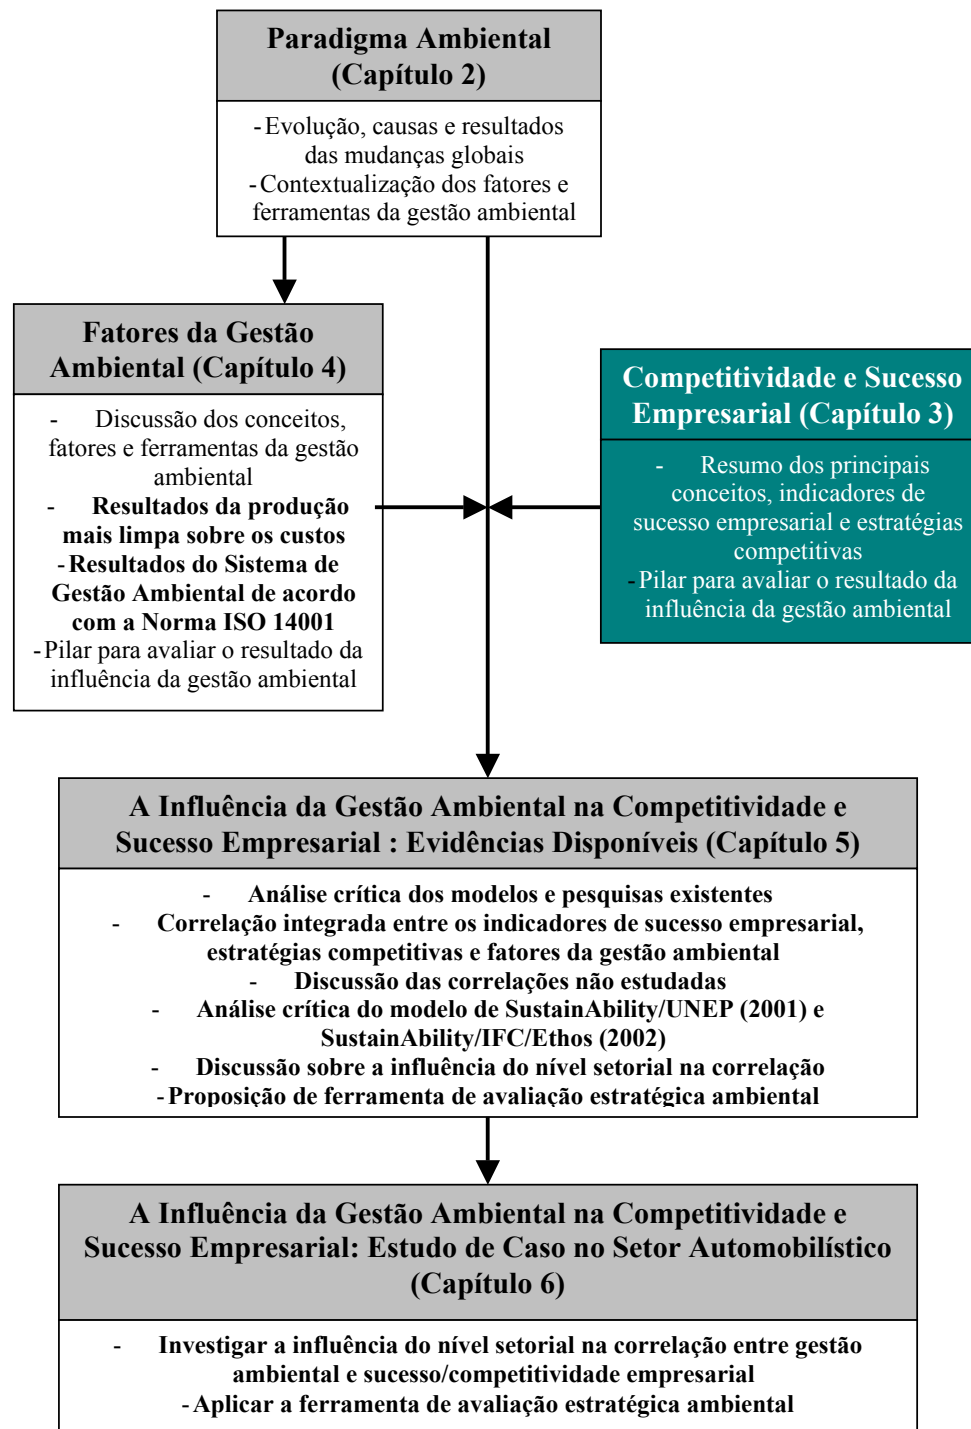 Paradigma Ambiental
(Capítulo 2)
- Evolução, causas e resultados
das mudanças globais
- Contextualização dos fatores e
ferramentas da gestão ambiental
Fatores da Gestão
Ambiental (Capítulo 4)
- Discussão dos conceitos,
fatores e ferramentas da gestão
ambiental
- Resultados da produção
mais limpa sobre os custos
- Resultados do Sistema de
Gestão Ambiental de acordo
com a Norma ISO 14001
- Pilar para avaliar o resultado da
influência da gestão ambiental
Competitividade e Sucesso
Empresarial (Capítulo 3)
- Resumo dos principais
conceitos, indicadores de
sucesso empresarial e estratégias
competitivas
- Pilar para avaliar o resultado da
influência da gestão ambiental
A Influência da Gestão Ambiental na Competitividade e
Sucesso Empresarial : Evidências Disponíveis (Capítulo 5)
- Análise crítica dos modelos e pesquisas existentes
- Correlação integrada entre os indicadores de sucesso empresarial,
estratégias competitivas e fatores da gestão ambiental
- Discussão das correlações não estudadas
- Análise crítica do modelo de SustainAbility/UNEP (2001) e
SustainAbility/IFC/Ethos (2002)
- Discussão sobre a influência do nível setorial na correlação
- Proposição de ferramenta de avaliação estratégica ambiental
A Influência da Gestão Ambiental na Competitividade e
Sucesso Empresarial: Estudo de Caso no Setor Automobilístico
(Capítulo 6)
- Investigar a influência do nível setorial na correlação entre gestão
ambiental e sucesso/competitividade empresarial
- Aplicar a ferramenta de avaliação estratégica ambiental